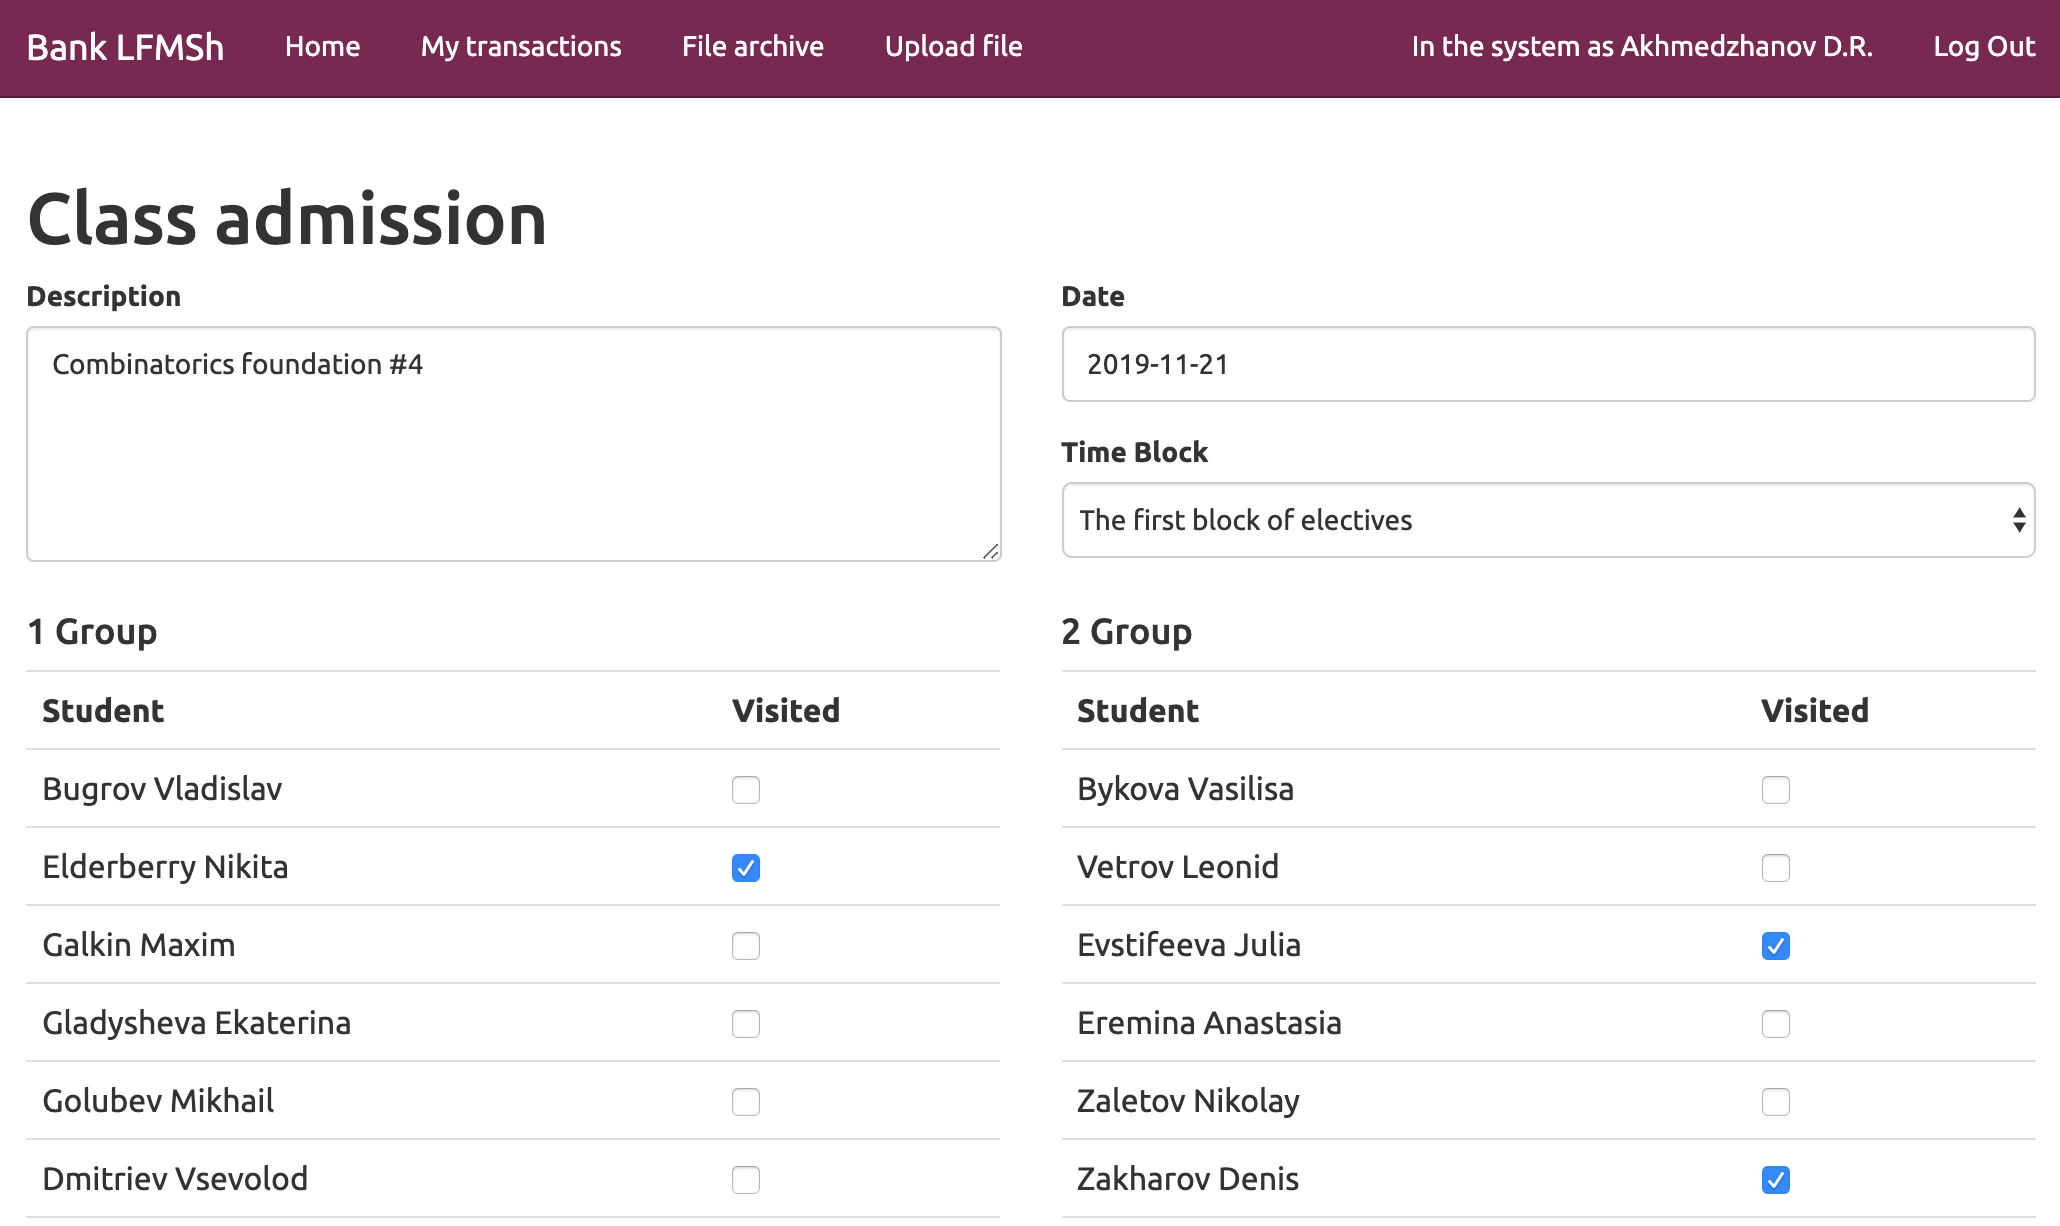 Bank LFMSh Home My transactions File archive Upload file In the system as Akhmedzhanov D.R. Log Out
Class admission
Description
Combinatorics foundation #4
Date
2019-11-21
Time Block
The first block of electives
1 Group
Student Visited
Bugrov Vladislav
Elderberry Nikita
Galkin Maxim
Gladysheva Ekaterina
Golubev Mikhail
Dmitriev Vsevolod
2 Group
Student Visited
Bykova Vasilisa
Vetrov Leonid
Evstifeeva Julia
Eremina Anastasia
Zaletov Nikolay
Zakharov Denis